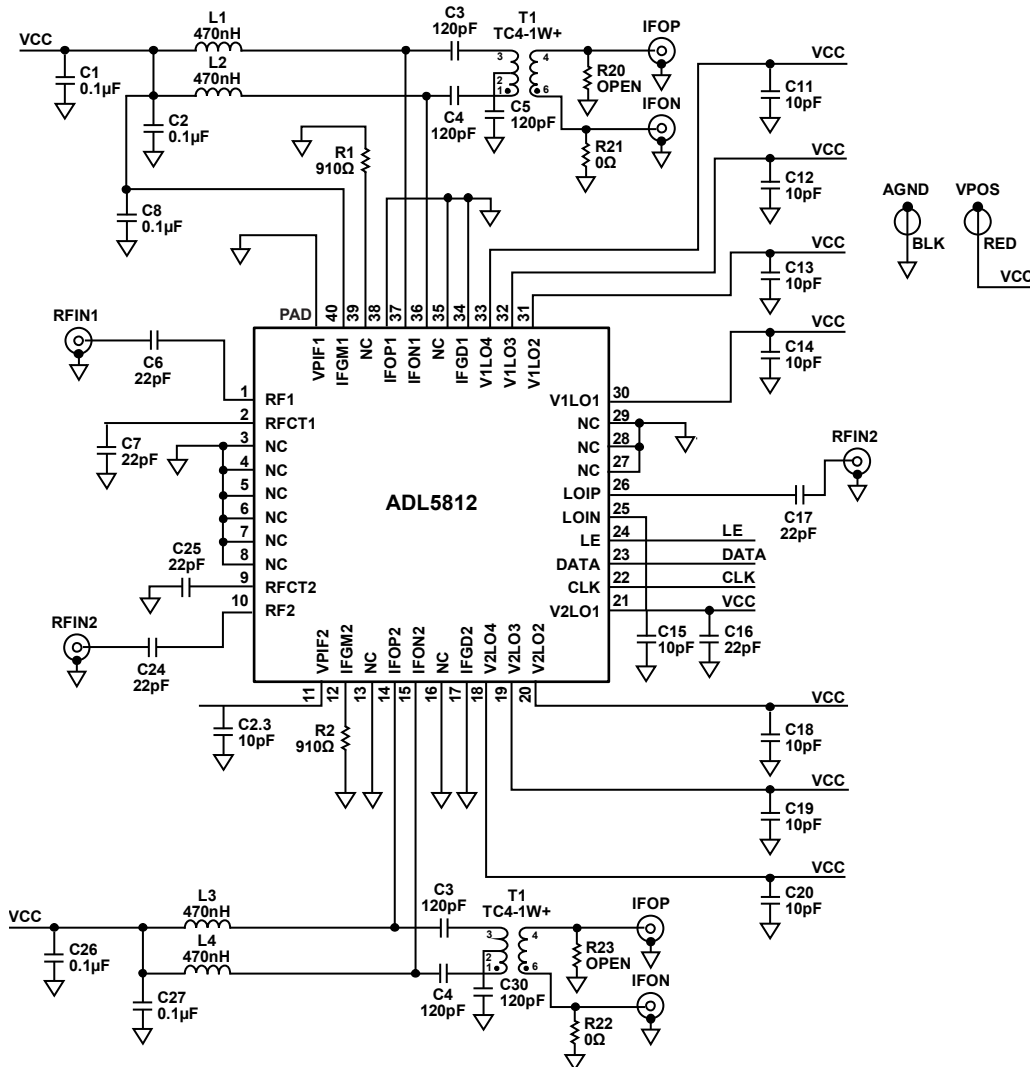 VCC
L1
470nH
L2
470nH
C1
0.1µF
C2
0.1µF
C8
0.1µF
C3
120pF
C4
120pF
T1
TC4-1W+
3
2
1
4
6
C5
120pF
R20
OPEN
R21
0Ω
IFOP
IFON
R1
910Ω
VCC
C11
10pF
VCC
C12
10pF
VCC
C13
10pF
VCC
C14
10pF
AGND
BLK
VPOS
RED
VCC
PAD
40
39
38
37
36
35
34
33
32
31
VPIF1
IFGM1
NC
IFOP1
IFON1
NC
IFGD1
V1LO4
V1LO3
V1LO2
RFIN1
C6
22pF
C7
22pF
C25
22pF
RFIN2
C24
22pF
1
RF1
2
RFCT1
3
NC
4
NC
5
NC
6
NC
7
NC
8
NC
9
RFCT2
10
RF2
ADL5812
V1LO1
30
NC
29
NC
28
NC
27
LOIP
26
LOIN
25
LE
24
LE
DATA
23
DATA
CLK
22
CLK
V2LO1
21
VCC
RFIN2
C17
22pF
C15
10pF
C16
22pF
VPIF2
IFGM2
NC
IFOP2
IFON2
NC
IFGD2
V2LO4
V2LO3
V2LO2
11
12
13
14
15
16
17
18
19
20
C2.3
10pF
R2
910Ω
VCC
C18
10pF
VCC
C19
10pF
VCC
C20
10pF
VCC
L3
470nH
L4
470nH
C26
0.1µF
C27
0.1µF
C3
120pF
C4
120pF
T1
TC4-1W+
3
2
1
4
6
C30
120pF
R23
OPEN
R22
0Ω
IFOP
IFON